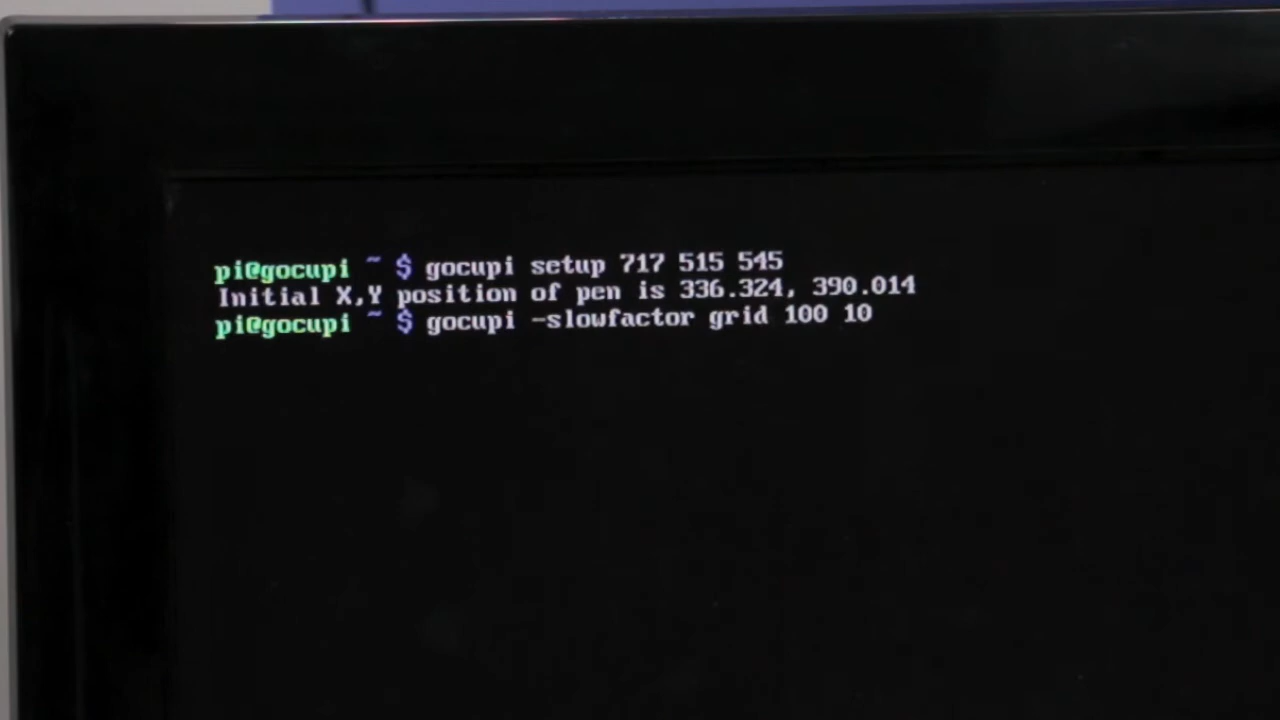 pi@gocupi ~ $ gocupi setup 717 515 545
Initial X,Y position of pen is 336.324, 390.014
pi@gocupi ~ $ gocupi -slowfactor grid 100 10